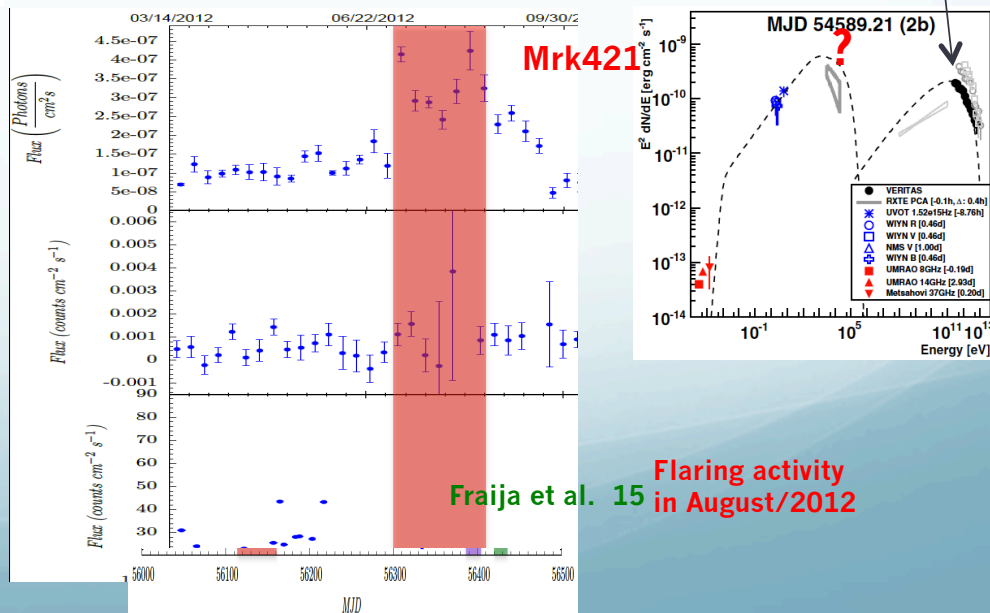 03/14/2012 06/22/2012 09/30/2
Flux (Photons/cm²s)
4.5e-07
4e-07
3.5e-07
3e-07
2.5e-07
2e-07
1.5e-07
1e-07
5e-08
0
Mrk421
Flux (counts cm⁻² s⁻¹)
0.006
0.005
0.004
0.003
0.002
0.001
0
-0.001
Flux (counts cm⁻² s⁻¹)
90
80
70
60
50
40
30
56000 56100 56200 56300 56400 56500
MJD
Fraija et al. 15
Flaring activity
in August/2012
MJD 54589.21 (2b)
?
E² dN/dE [erg cm⁻² s⁻¹]
10⁻⁹
10⁻¹⁰
10⁻¹¹
10⁻¹²
10⁻¹³
10⁻¹⁴
VERITAS
RXTE PCA [-0.1h, Δ: 0.4h]
UVOT 1.52e15Hz [-8.76h]
WIYN R [0.46d]
WIYN V [0.46d]
NMS V [1.00d]
WIYN B [0.46d]
UMRAO 8GHz [-0.19d]
UMRAO 14GHz [2.93d]
Metsahovi 37GHz [0.20d]
10⁻¹ 10⁵ 10¹¹ 10¹³
Energy [eV]